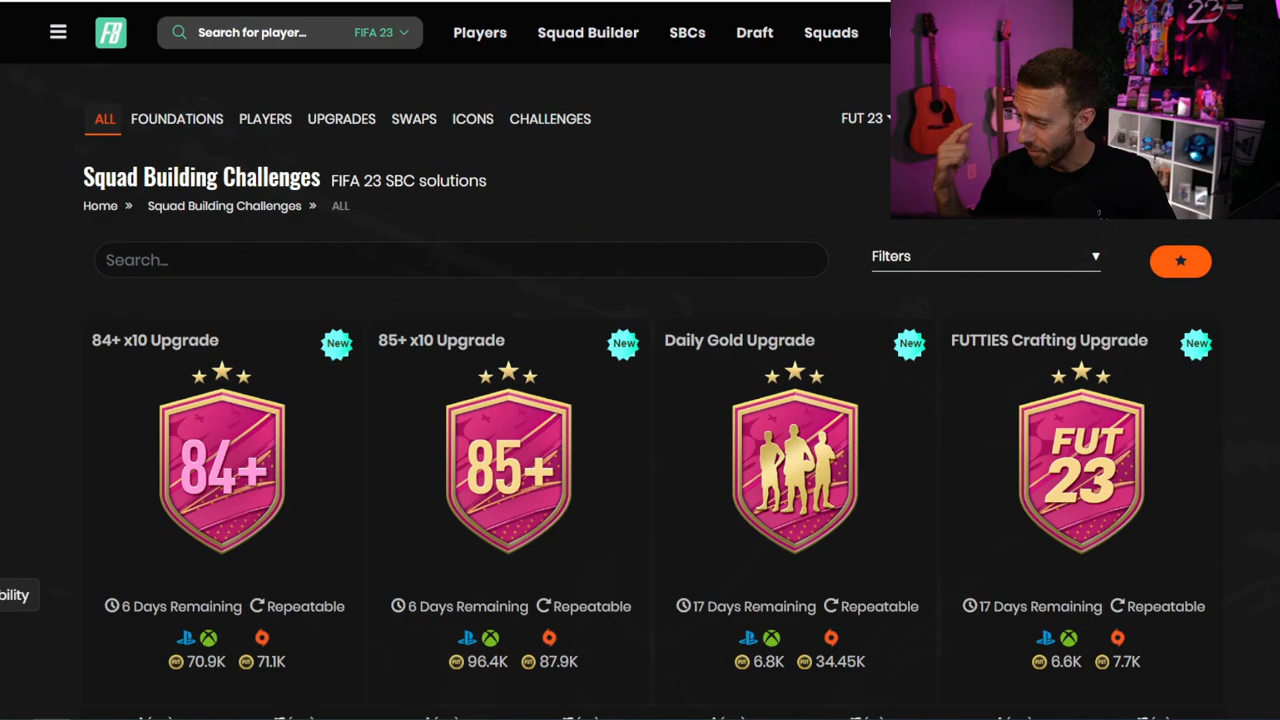 FB Search for player... FIFA 23 Players Squad Builder SBCs Draft Squads
23
ALL FOUNDATIONS PLAYERS UPGRADES SWAPS ICONS CHALLENGES FUT 23
Squad Building Challenges FIFA 23 SBC solutions
Home » Squad Building Challenges » ALL
Search... Filters
84+ x10 Upgrade New 85+ x10 Upgrade New Daily Gold Upgrade New FUTTIES Crafting Upgrade New
84+ 85+ FUT 23
bility
6 Days Remaining Repeatable 6 Days Remaining Repeatable 17 Days Remaining Repeatable 17 Days Remaining Repeatable
70.9K 71.1K 96.4K 87.9K 6.8K 34.45K 6.6K 7.7K